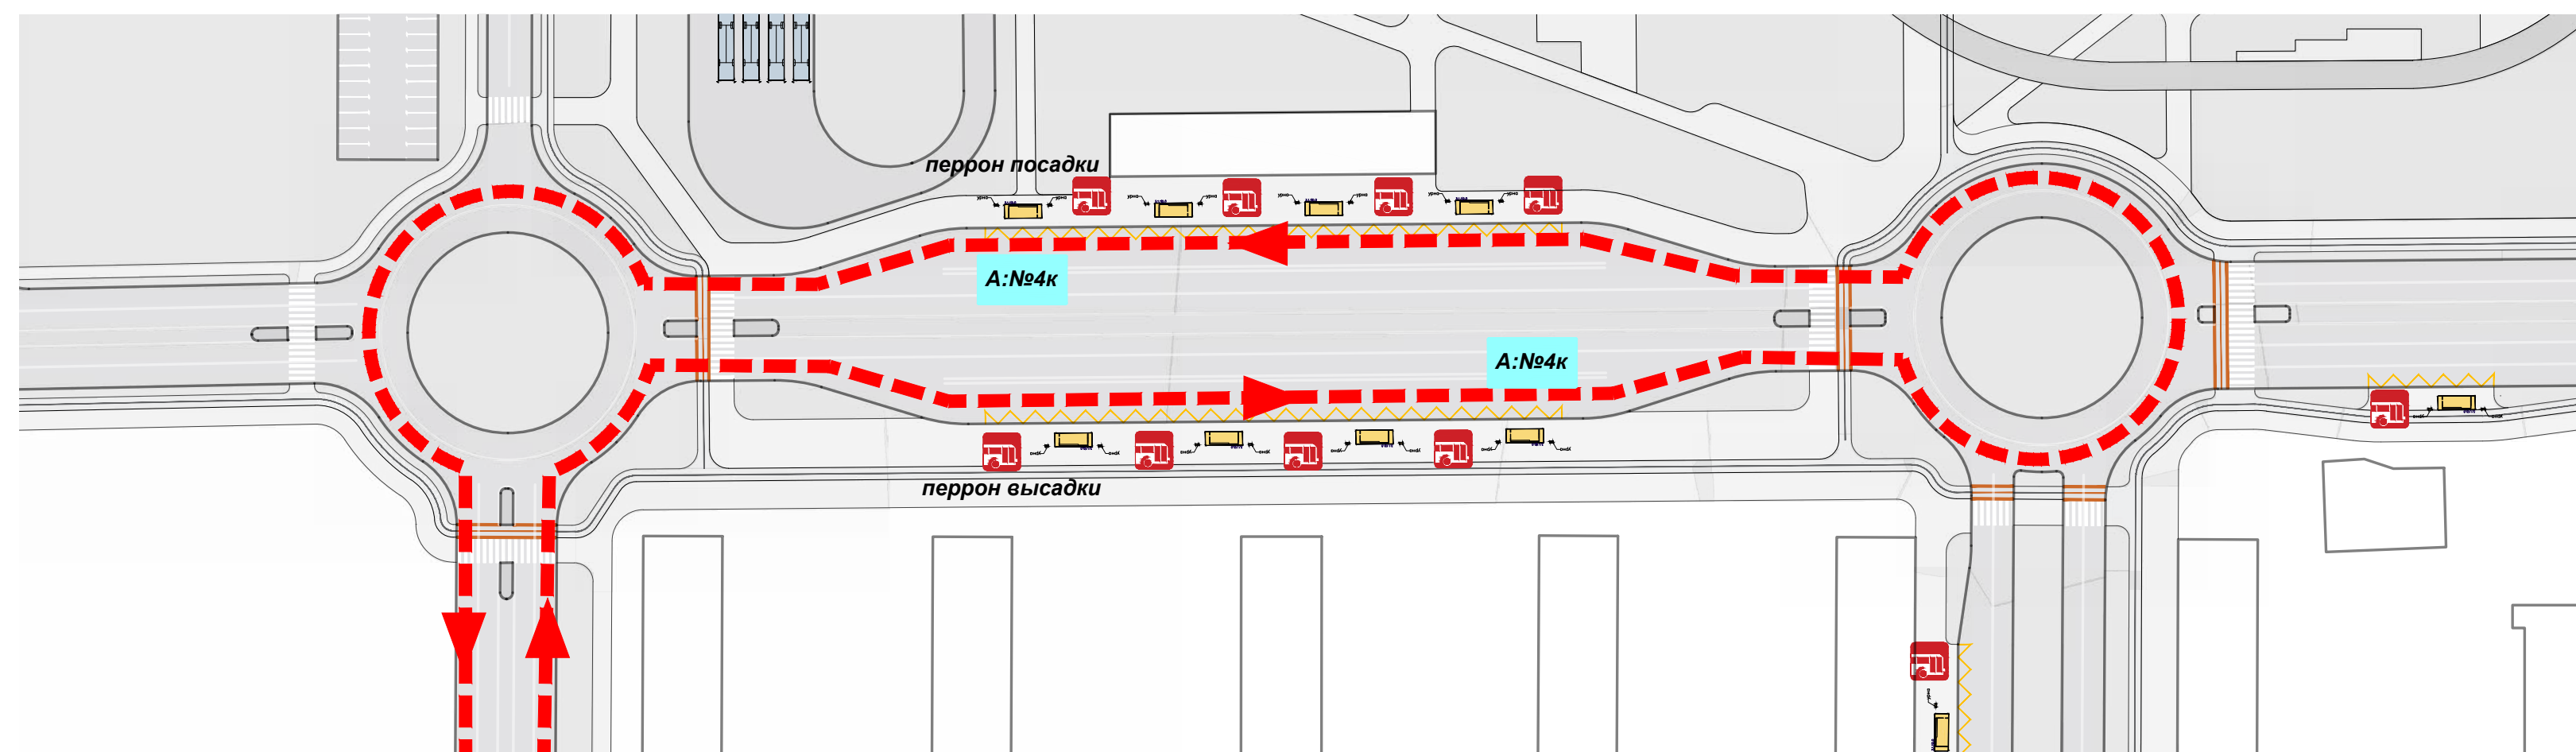 перрон посадки
А:№4к
А:№4к
перрон высадки